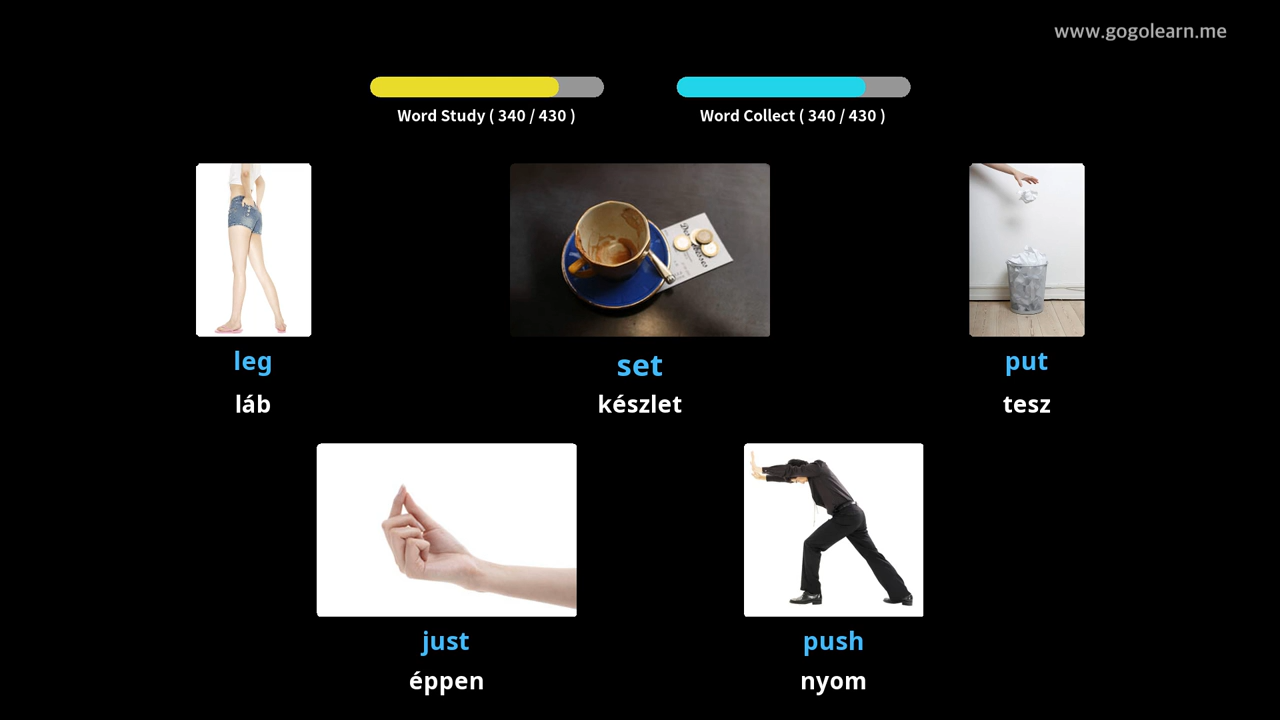 www.gogolearn.me
Word Study ( 340 / 430 )
Word Collect ( 340 / 430 )
leg
set
put
láb
készlet
tesz
just
push
éppen
nyom